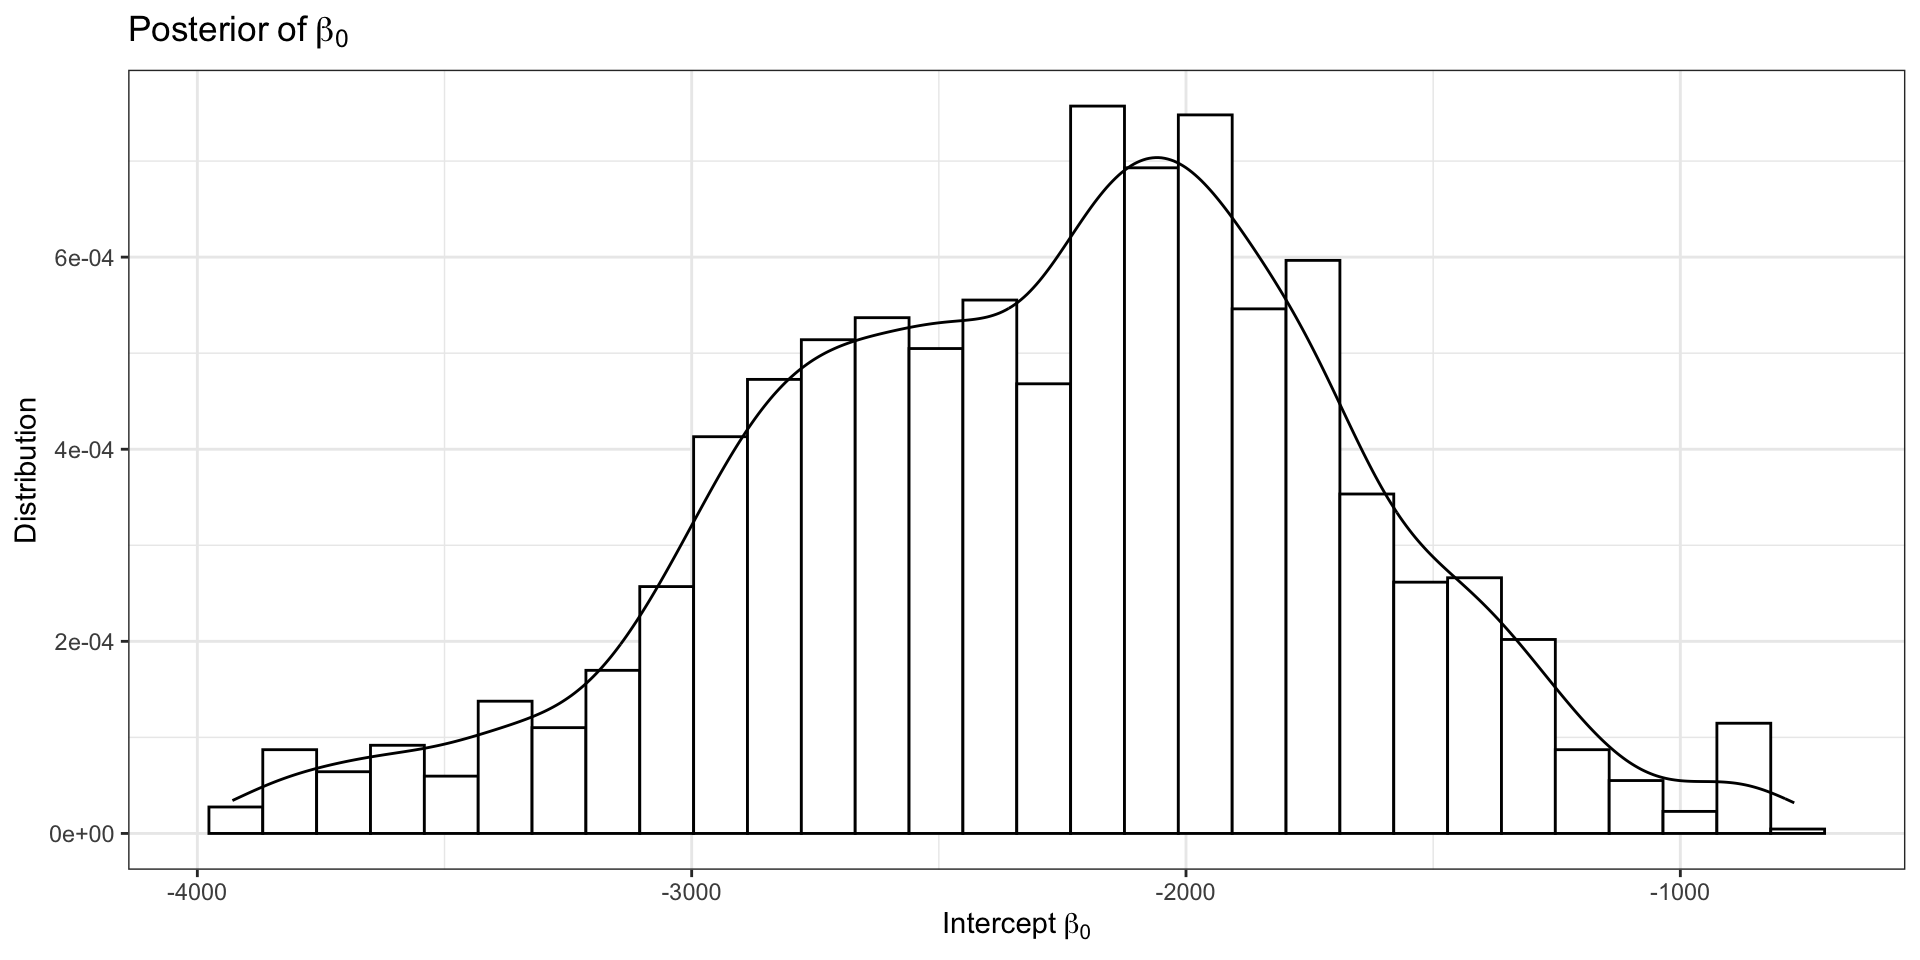 Posterior of β0
Distribution
6e-04
4e-04
2e-04
0e+00
-4000 -3000 -2000 -1000
Intercept β0